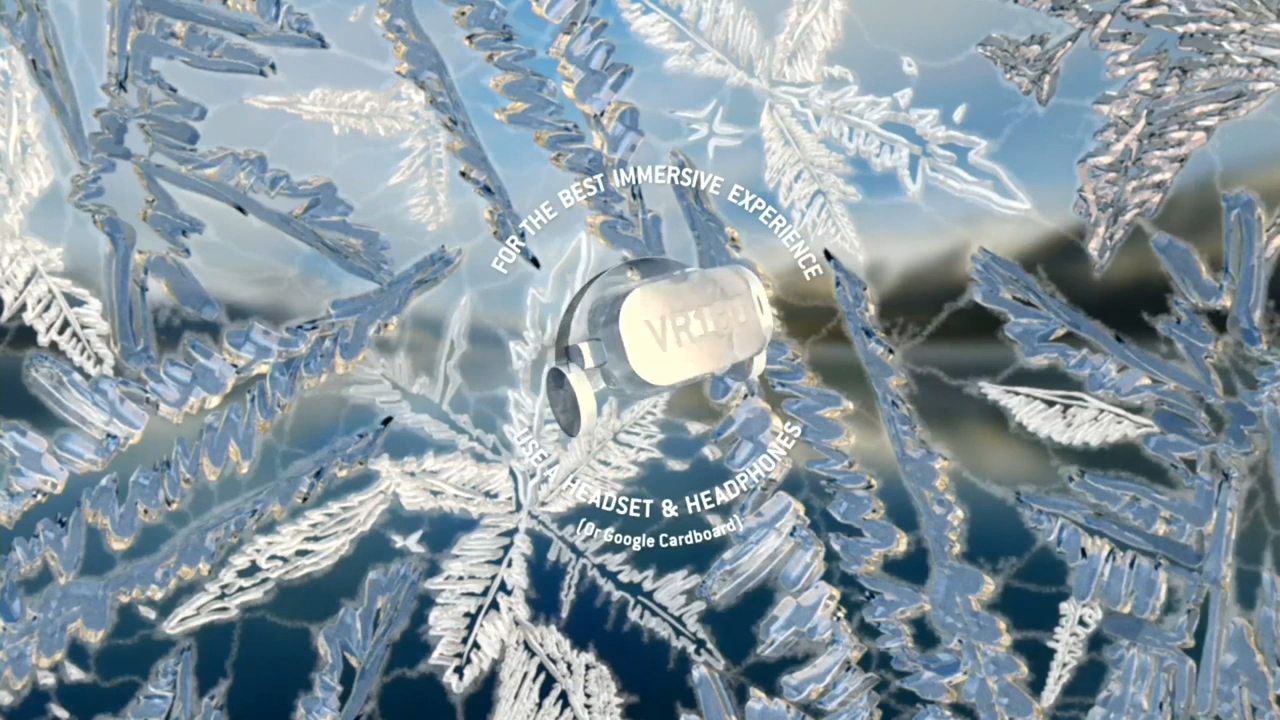 FOR THE BEST IMMERSIVE EXPERIENCE
USE A HEADSET & HEADPHONES
(Or Google Cardboard)